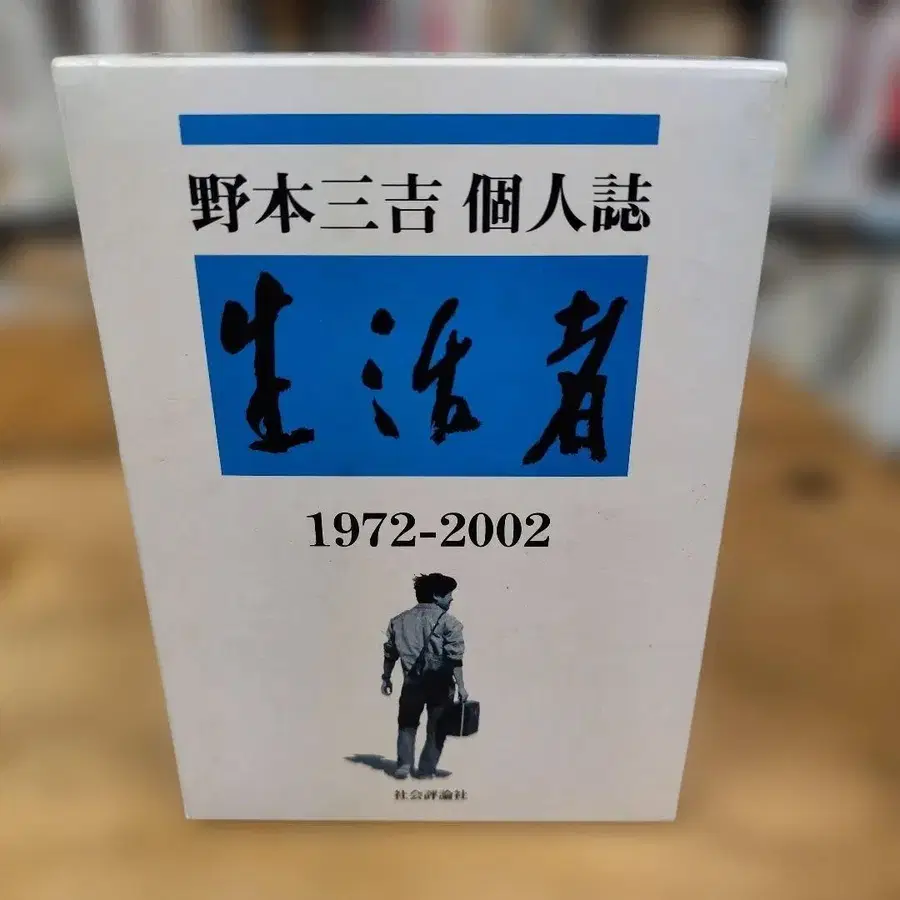 野本三吉 個人誌
生活者
1972-2002
社会評論社